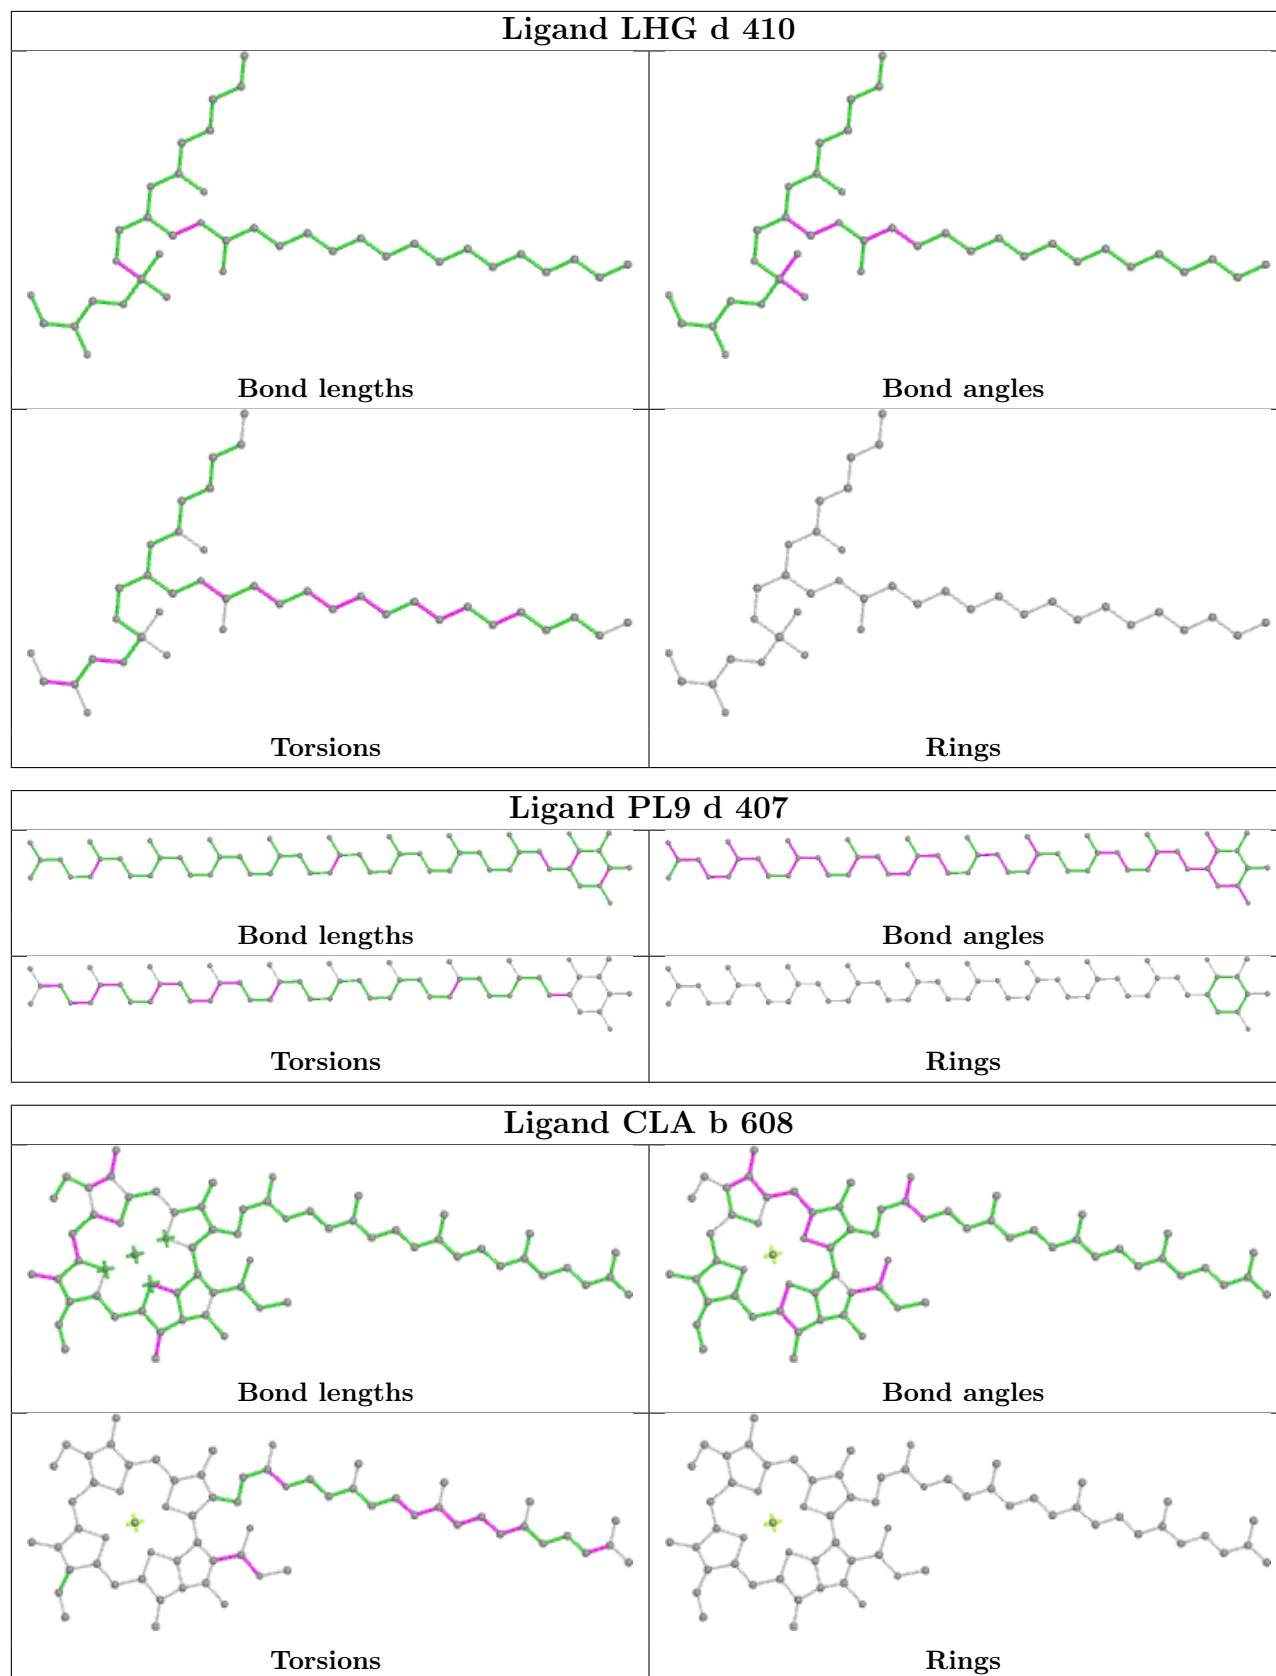 Ligand LHG d 410
Bond lengths
Bond angles
Torsions
Rings
Ligand PL9 d 407
Bond lengths
Bond angles
Torsions
Rings
Ligand CLA b 608
Bond lengths
Bond angles
Torsions
Rings